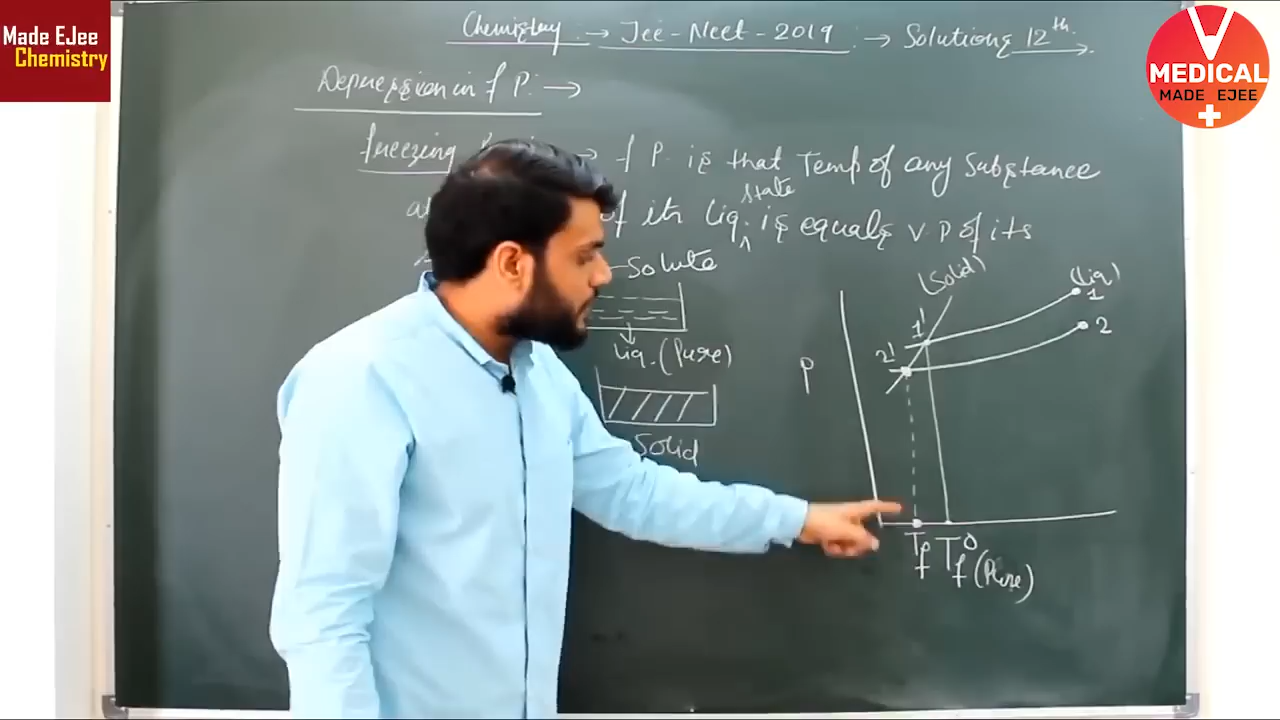 Made EJee
Chemistry
V
MEDICAL
MADE EJEE
Chemistry → Jee-Neet-2019 → Solutions 12th
Depression in f P. →
freezing → f P. is that Temp of any Substance
of its Liq. state is equals V.P of its
Solute
Liq. (Pure)
Solid
(Solid)
(Liq.)
1
1'
2
2'
P
Tf Tf° (Pure)